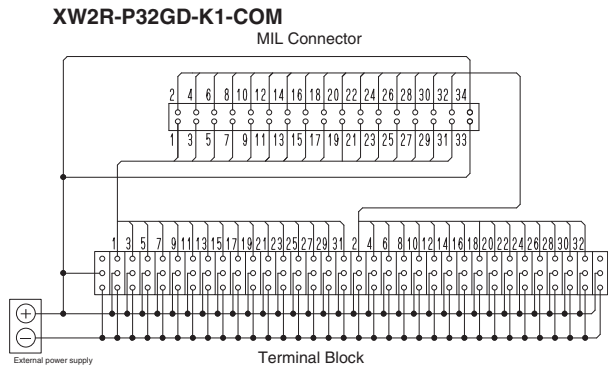 XW2R-P32GD-K1-COM
MIL Connector
2 4 6 8 10 12 14 16 18 20 22 24 26 28 30 32 34
1 3 5 7 9 11 13 15 17 19 21 23 25 27 29 31 33
1 3 5 7 9 11 13 15 17 19 21 23 25 27 29 31 2 4 6 8 10 12 14 16 18 20 22 24 26 28 30 32
+
−
External power supply
Terminal Block